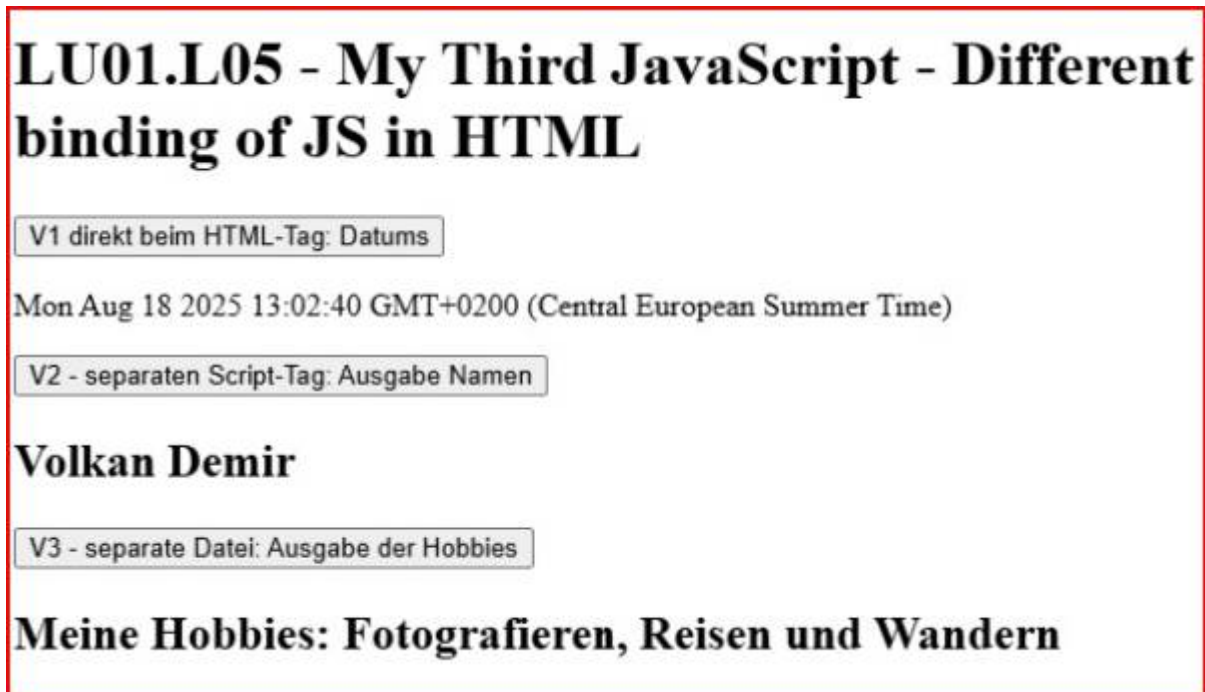 LU01.L05 - My Third JavaScript - Different
binding of JS in HTML
V1 direkt beim HTML-Tag: Datums
Mon Aug 18 2025 13:02:40 GMT+0200 (Central European Summer Time)
V2 - separaten Script-Tag: Ausgabe Namen
Volkan Demir
V3 - separate Datei: Ausgabe der Hobbies
Meine Hobbies: Fotografieren, Reisen und Wandern